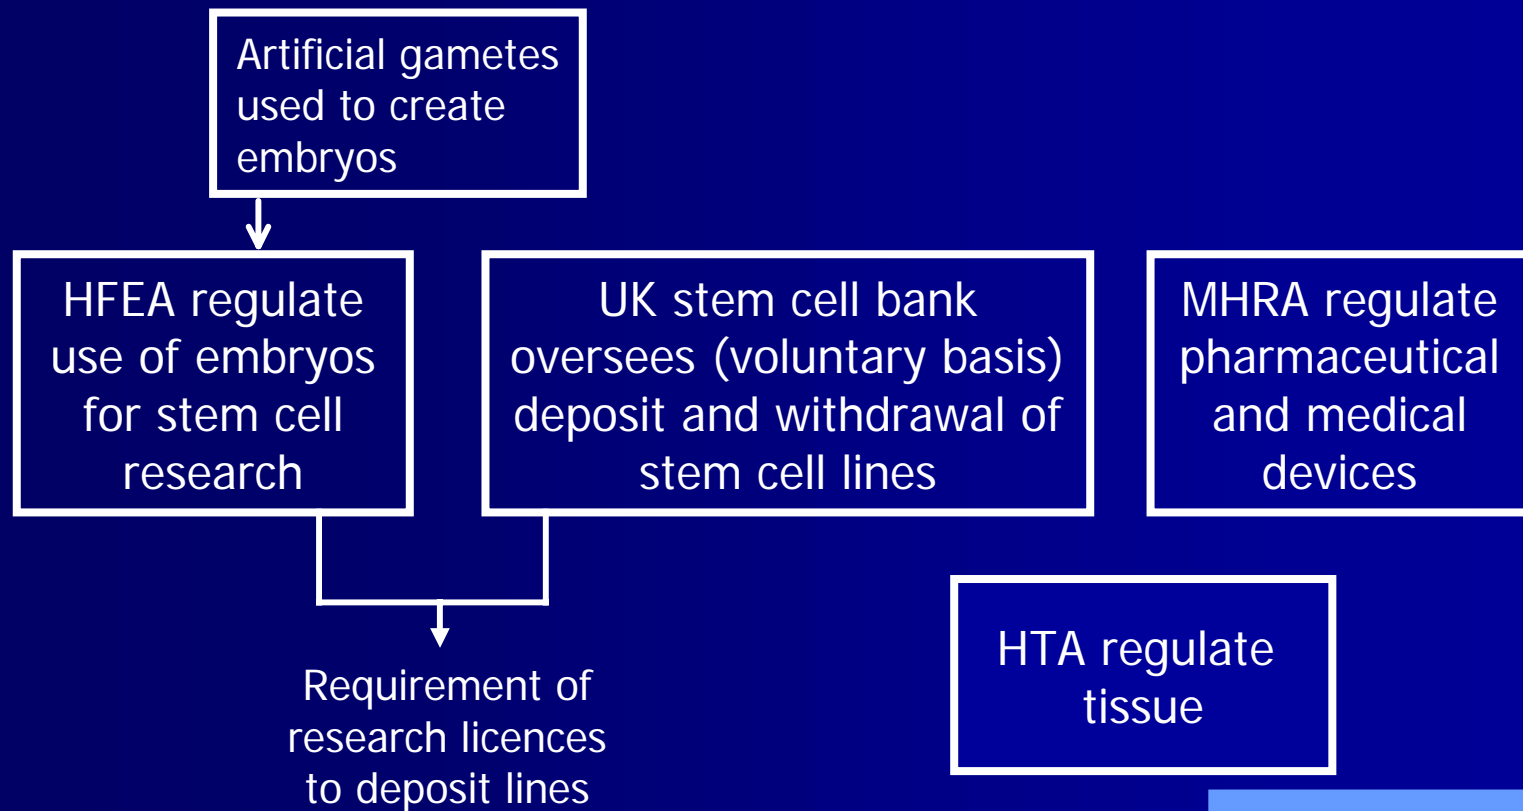 Artificial gametes
used to create
embryos
HFEA regulate
use of embryos
for stem cell
research
UK stem cell bank
oversees (voluntary basis)
deposit and withdrawal of
stem cell lines
MHRA regulate
pharmaceutical
and medical
devices
HTA regulate
tissue
Requirement of
research licences
to deposit lines